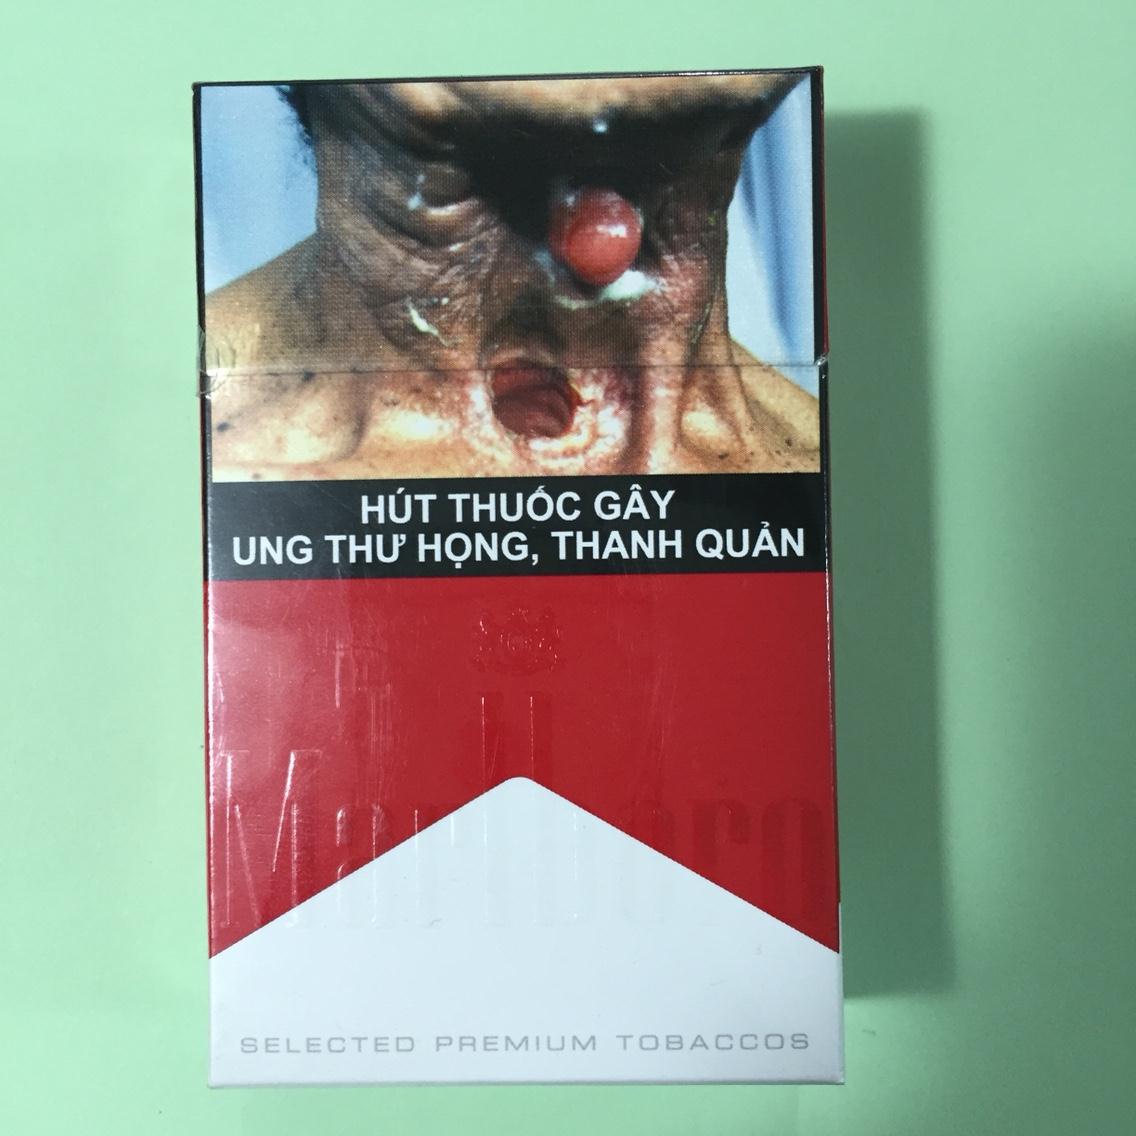 HÚT THUỐC GÂY
UNG THƯ HỌNG, THANH QUẢN
Marlboro
SELECTED PREMIUM TOBACCOS